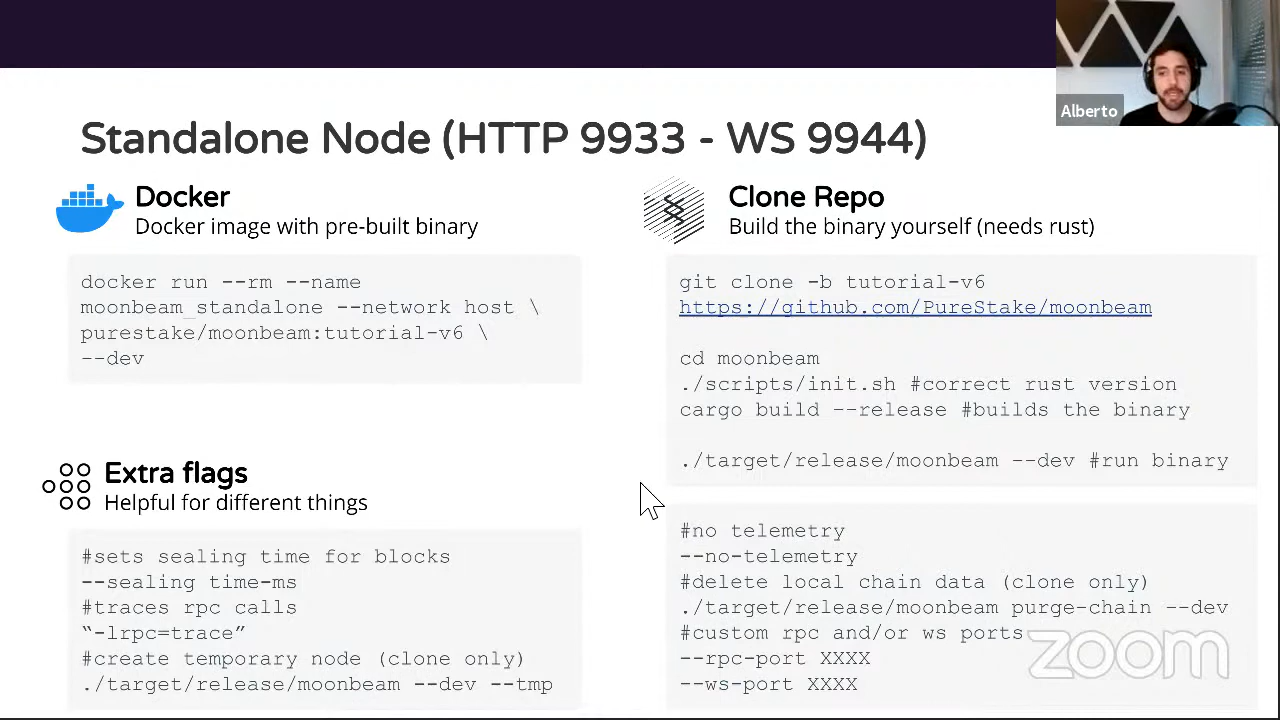 Alberto
Standalone Node (HTTP 9933 - WS 9944)
Docker
Docker image with pre-built binary
docker run --rm --name
moonbeam_standalone --network host \
purestake/moonbeam:tutorial-v6 \
--dev
Extra flags
Helpful for different things
#sets sealing time for blocks
--sealing time-ms
#traces rpc calls
“-lrpc=trace”
#create temporary node (clone only)
./target/release/moonbeam --dev --tmp
Clone Repo
Build the binary yourself (needs rust)
git clone -b tutorial-v6
https://github.com/PureStake/moonbeam
cd moonbeam
./scripts/init.sh #correct rust version
cargo build --release #builds the binary
./target/release/moonbeam --dev #run binary
#no telemetry
--no-telemetry
#delete local chain data (clone only)
./target/release/moonbeam purge-chain --dev
#custom rpc and/or ws ports
--rpc-port XXXX
--ws-port XXXX
zoom